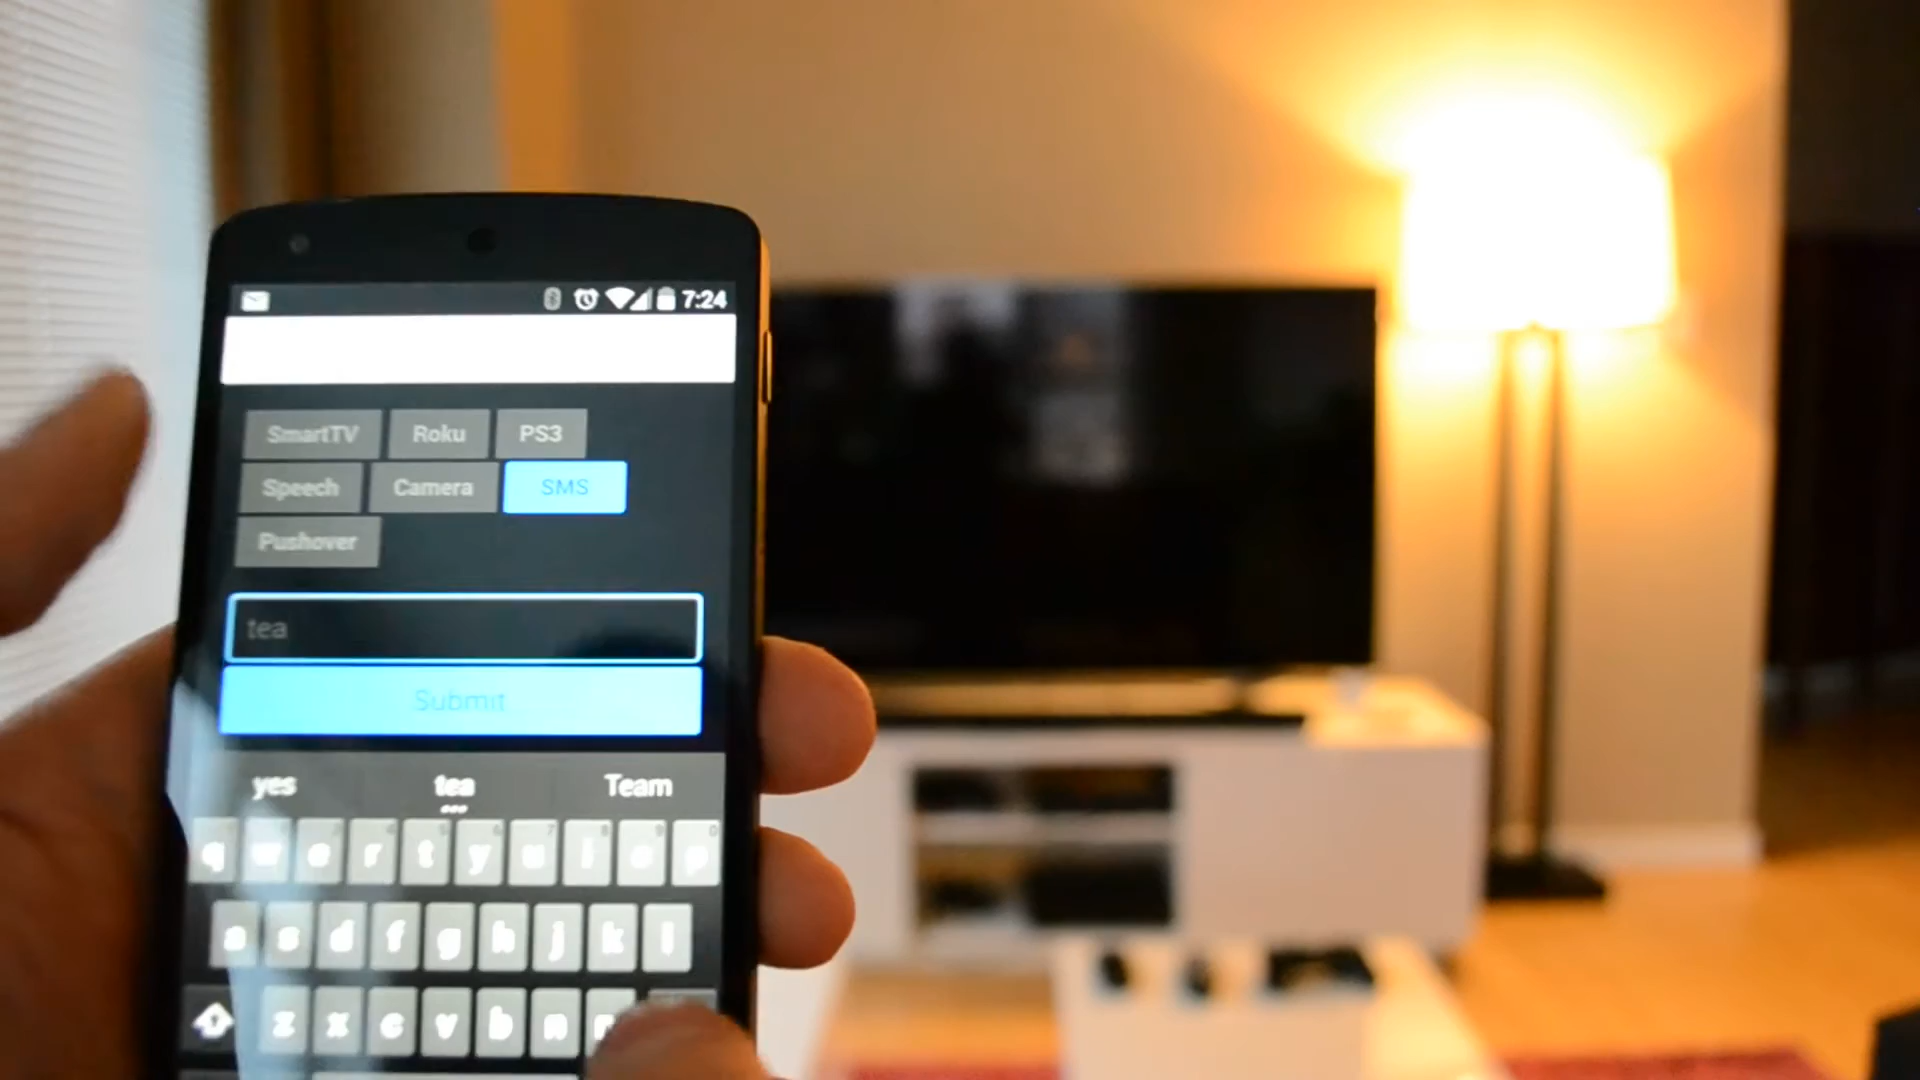 7:24
SmartTV Roku PS3
Speech Camera SMS
Pushover
tea
Submit
yes tea Team
q w e r t y u i o p
a s d f g h j k l
z x c v b n